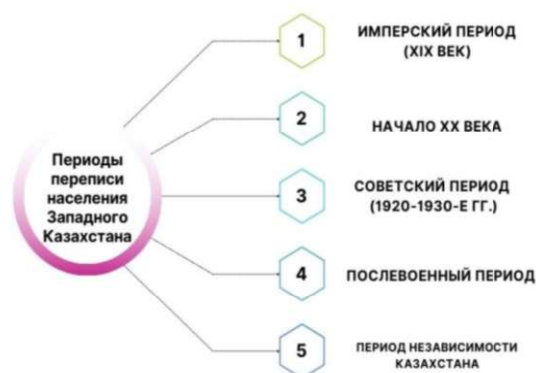 Периоды
переписи
населения
Западного
Казахстана
1
ИМПЕРСКИЙ ПЕРИОД
(XIX ВЕК)
2
НАЧАЛО XX ВЕКА
3
СОВЕТСКИЙ ПЕРИОД
(1920-1930-Е ГГ.)
4
ПОСЛЕВОЕННЫЙ ПЕРИОД
5
ПЕРИОД НЕЗАВИСИМОСТИ
КАЗАХСТАНА